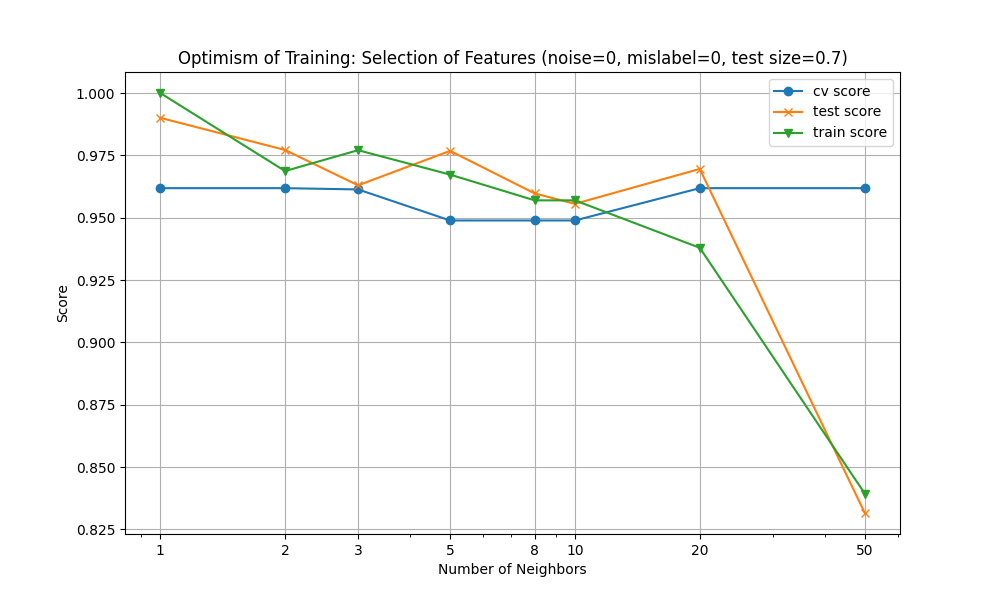 Optimism of Training: Selection of Features (noise=0, mislabel=0, test size=0.7)
cv score
test score
train score
1.000
0.975
0.950
0.925
0.900
0.875
0.850
0.825
Score
1 2 3 5 8 10 20 50
Number of Neighbors